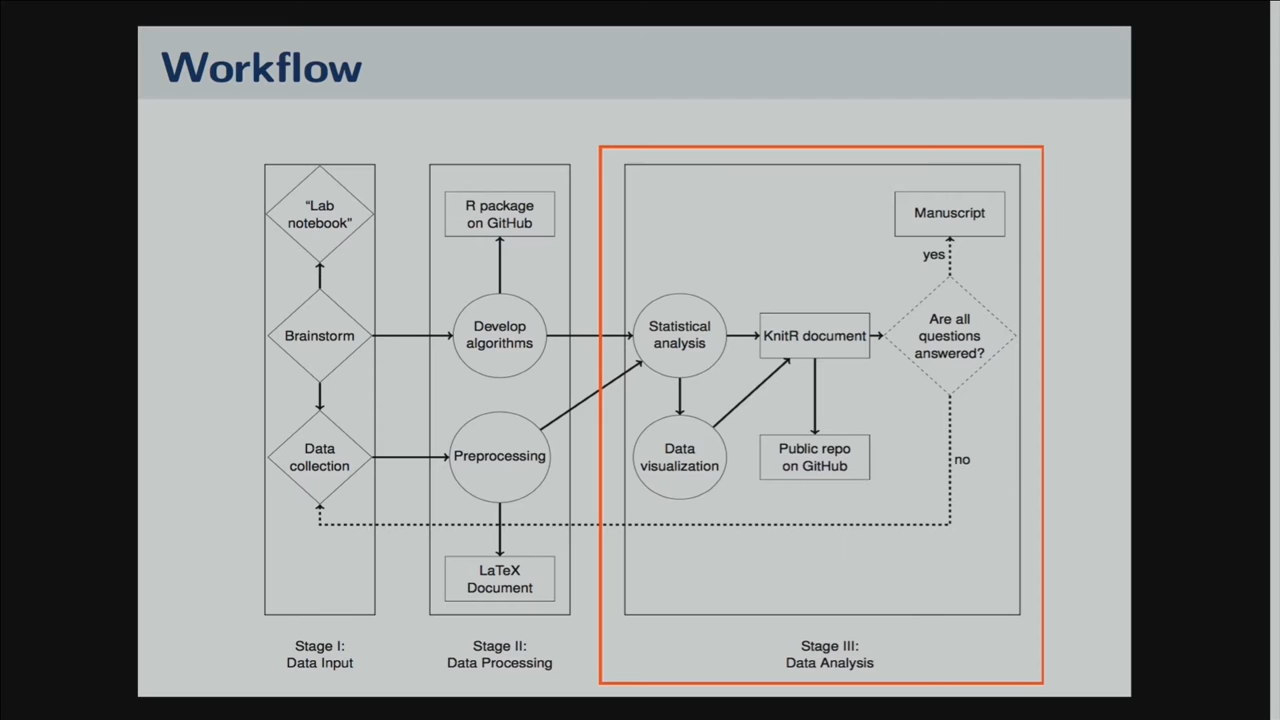 Workflow
"Lab
notebook"
Brainstorm
Data
collection
Stage I:
Data Input
R package
on GitHub
Develop
algorithms
Preprocessing
LaTeX
Document
Stage II:
Data Processing
Statistical
analysis
Data
visualization
KnitR document
Public repo
on GitHub
Manuscript
yes
Are all
questions
answered?
no
Stage III:
Data Analysis